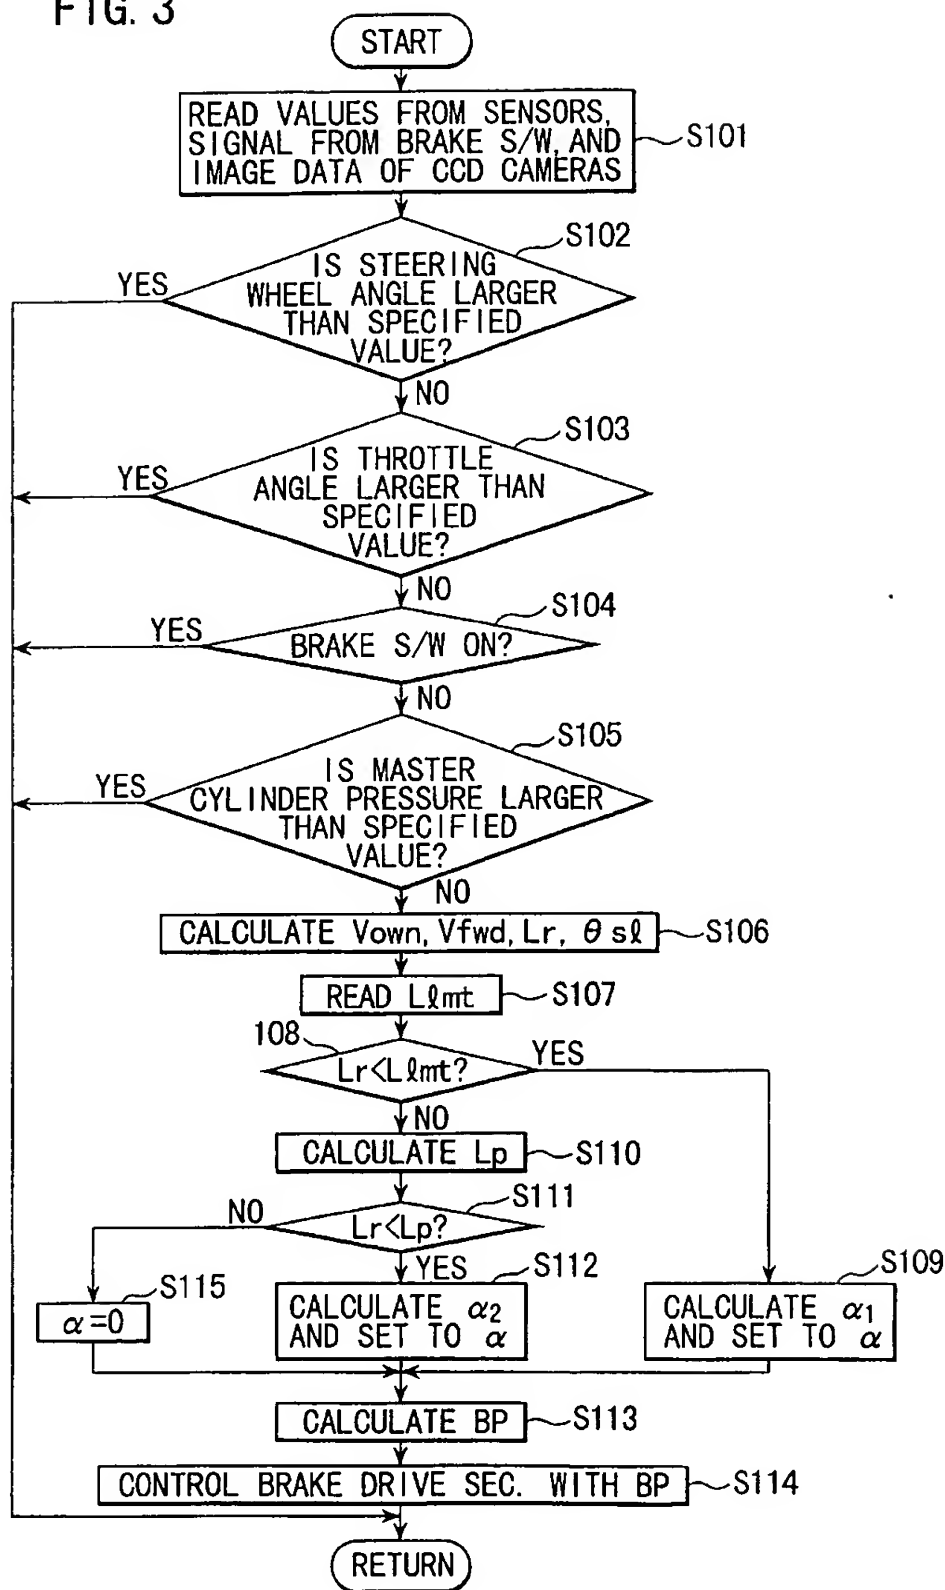 FIG. 3
START
READ VALUES FROM SENSORS,
SIGNAL FROM BRAKE S/W, AND
IMAGE DATA OF CCD CAMERAS
S101
S102
IS STEERING
WHEEL ANGLE LARGER
THAN SPECIFIED
VALUE?
YES
NO
S103
IS THROTTLE
ANGLE LARGER THAN
SPECIFIED
VALUE?
YES
NO
S104
BRAKE S/W ON?
YES
NO
S105
IS MASTER
CYLINDER PRESSURE LARGER
THAN SPECIFIED
VALUE?
YES
NO
CALCULATE Vown, Vfwd, Lr, θsℓ
S106
READ Lℓmt
S107
108
Lr<Lℓmt?
YES
NO
CALCULATE Lp
S110
S111
Lr<Lp?
NO
YES
S115
α=0
S112
CALCULATE α2
AND SET TO α
S109
CALCULATE α1
AND SET TO α
CALCULATE BP
S113
CONTROL BRAKE DRIVE SEC. WITH BP
S114
RETURN